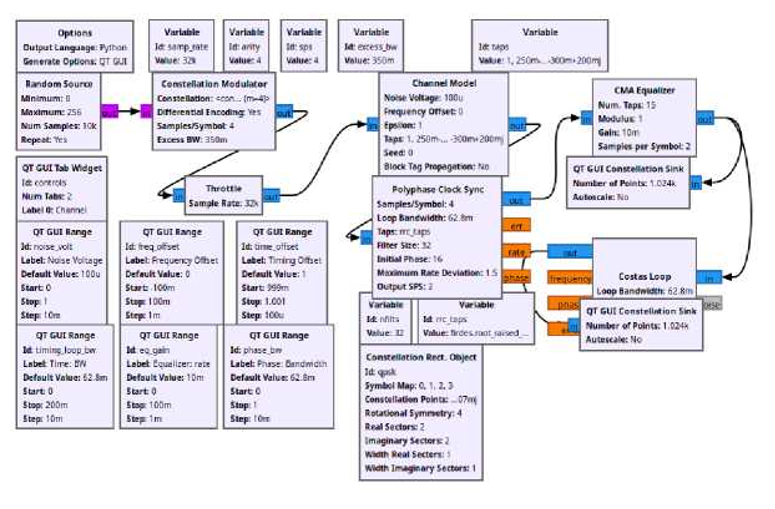 Options
Output Language: Python
Generate Options: QT GUI
Variable
Id: samp_rate
Value: 32k
Variable
Id: arity
Value: 4
Variable
Id: sps
Value: 4
Variable
Id: excess_bw
Value: 350m
Variable
Id: taps
Value: 1, 250m-... -300m+200mj
Random Source
Minimum: 0
Maximum: 256
Num Samples: 10k
Repeat: Yes
out
in
Constellation Modulator
Constellation: <con... (m=4)>
Differential Encoding: Yes
Samples/Symbol: 4
Excess BW: 350m
out
in
Channel Model
Noise Voltage: 100u
Frequency Offset: 0
Epsilon: 1
Taps: 1, 250m-... -300m+200mj
Seed: 0
Block Tag Propagation: No
out
in
CMA Equalizer
Num. Taps: 15
Modulus: 1
Gain: 10m
Samples per Symbol: 2
out
QT GUI Tab Widget
Id: controls
Num Tabs: 2
Label 0: Channel
in
Throttle
Sample Rate: 32k
out
in
Polyphase Clock Sync
Samples/Symbol: 4
Loop Bandwidth: 62.8m
Taps: rrc_taps
Filter Size: 32
Initial Phase: 16
Maximum Rate Deviation: 1.5
Output SPS: 2
out
err
rate
phase
QT GUI Constellation Sink
Number of Points: 1.024k
Autoscale: No
in
QT GUI Range
Id: noise_volt
Label: Noise Voltage
Default Value: 100u
Start: 0
Stop: 1
Step: 10m
QT GUI Range
Id: freq_offset
Label: Frequency Offset
Default Value: 0
Start: -100m
Stop: 100m
Step: 1m
QT GUI Range
Id: time_offset
Label: Timing Offset
Default Value: 1
Start: 999m
Stop: 1.001
Step: 100u
out
frequency
Costas Loop
Loop Bandwidth: 62.8m
in
QT GUI Constellation Sink
Number of Points: 1.024k
Autoscale: No
Variable
Id: nfilts
Value: 32
Variable
Id: rrc_taps
Value: firdes.root_raised_...
QT GUI Range
Id: timing_loop_bw
Label: Time: BW
Default Value: 62.8m
Start: 0
Stop: 200m
Step: 10m
QT GUI Range
Id: eq_gain
Label: Equalizer: rate
Default Value: 10m
Start: 0
Stop: 100m
Step: 1m
QT GUI Range
Id: phase_bw
Label: Phase: Bandwidth
Default Value: 62.8m
Start: 0
Stop: 1
Step: 10m
Constellation Rect. Object
Id: qpsk
Symbol Map: 0, 1, 2, 3
Constellation Points: ...07mj
Rotational Symmetry: 4
Real Sectors: 2
Imaginary Sectors: 2
Width Real Sectors: 1
Width Imaginary Sectors: 1